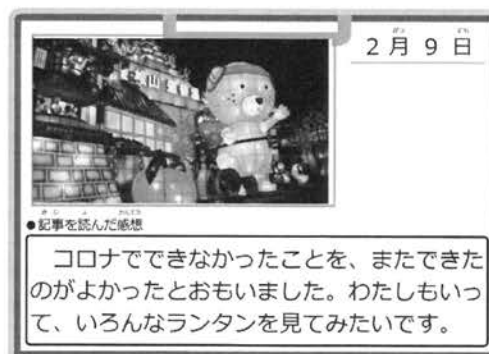 2月9日
●記事を読んだ感想
コロナでできなかったことを、またできた
のがよかったとおもいました。わたしもいっ
て、いろんなランタンを見てみたいです。